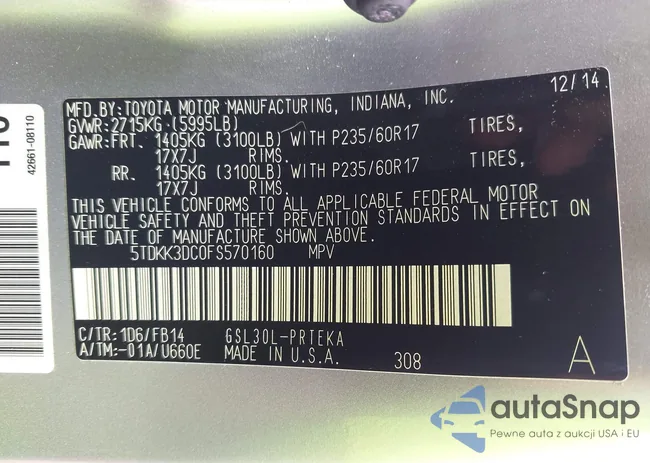 12/14
MFD.BY:TOYOTA MOTOR MANUFACTURING, INDIANA, INC.
GVWR:2715KG (5995LB)
GAWR:FRT. 1405KG (3100LB) WITH P235/60R17 TIRES,
17X7J RIMS.
RR. 1405KG (3100LB) WITH P235/60R17 TIRES,
17X7J RIMS.
THIS VEHICLE CONFORMS TO ALL APPLICABLE FEDERAL MOTOR
VEHICLE SAFETY AND THEFT PREVENTION STANDARDS IN EFFECT ON
THE DATE OF MANUFACTURE SHOWN ABOVE.
5TDKK3DC0FS570160 MPV
C/TR:1D6/FB14 GSL30L-PRTEKA
A/TM:-01A/U660E MADE IN U.S.A. 308 A
42661-08110
autaSnap
Pewne auta z aukcji USA i EU